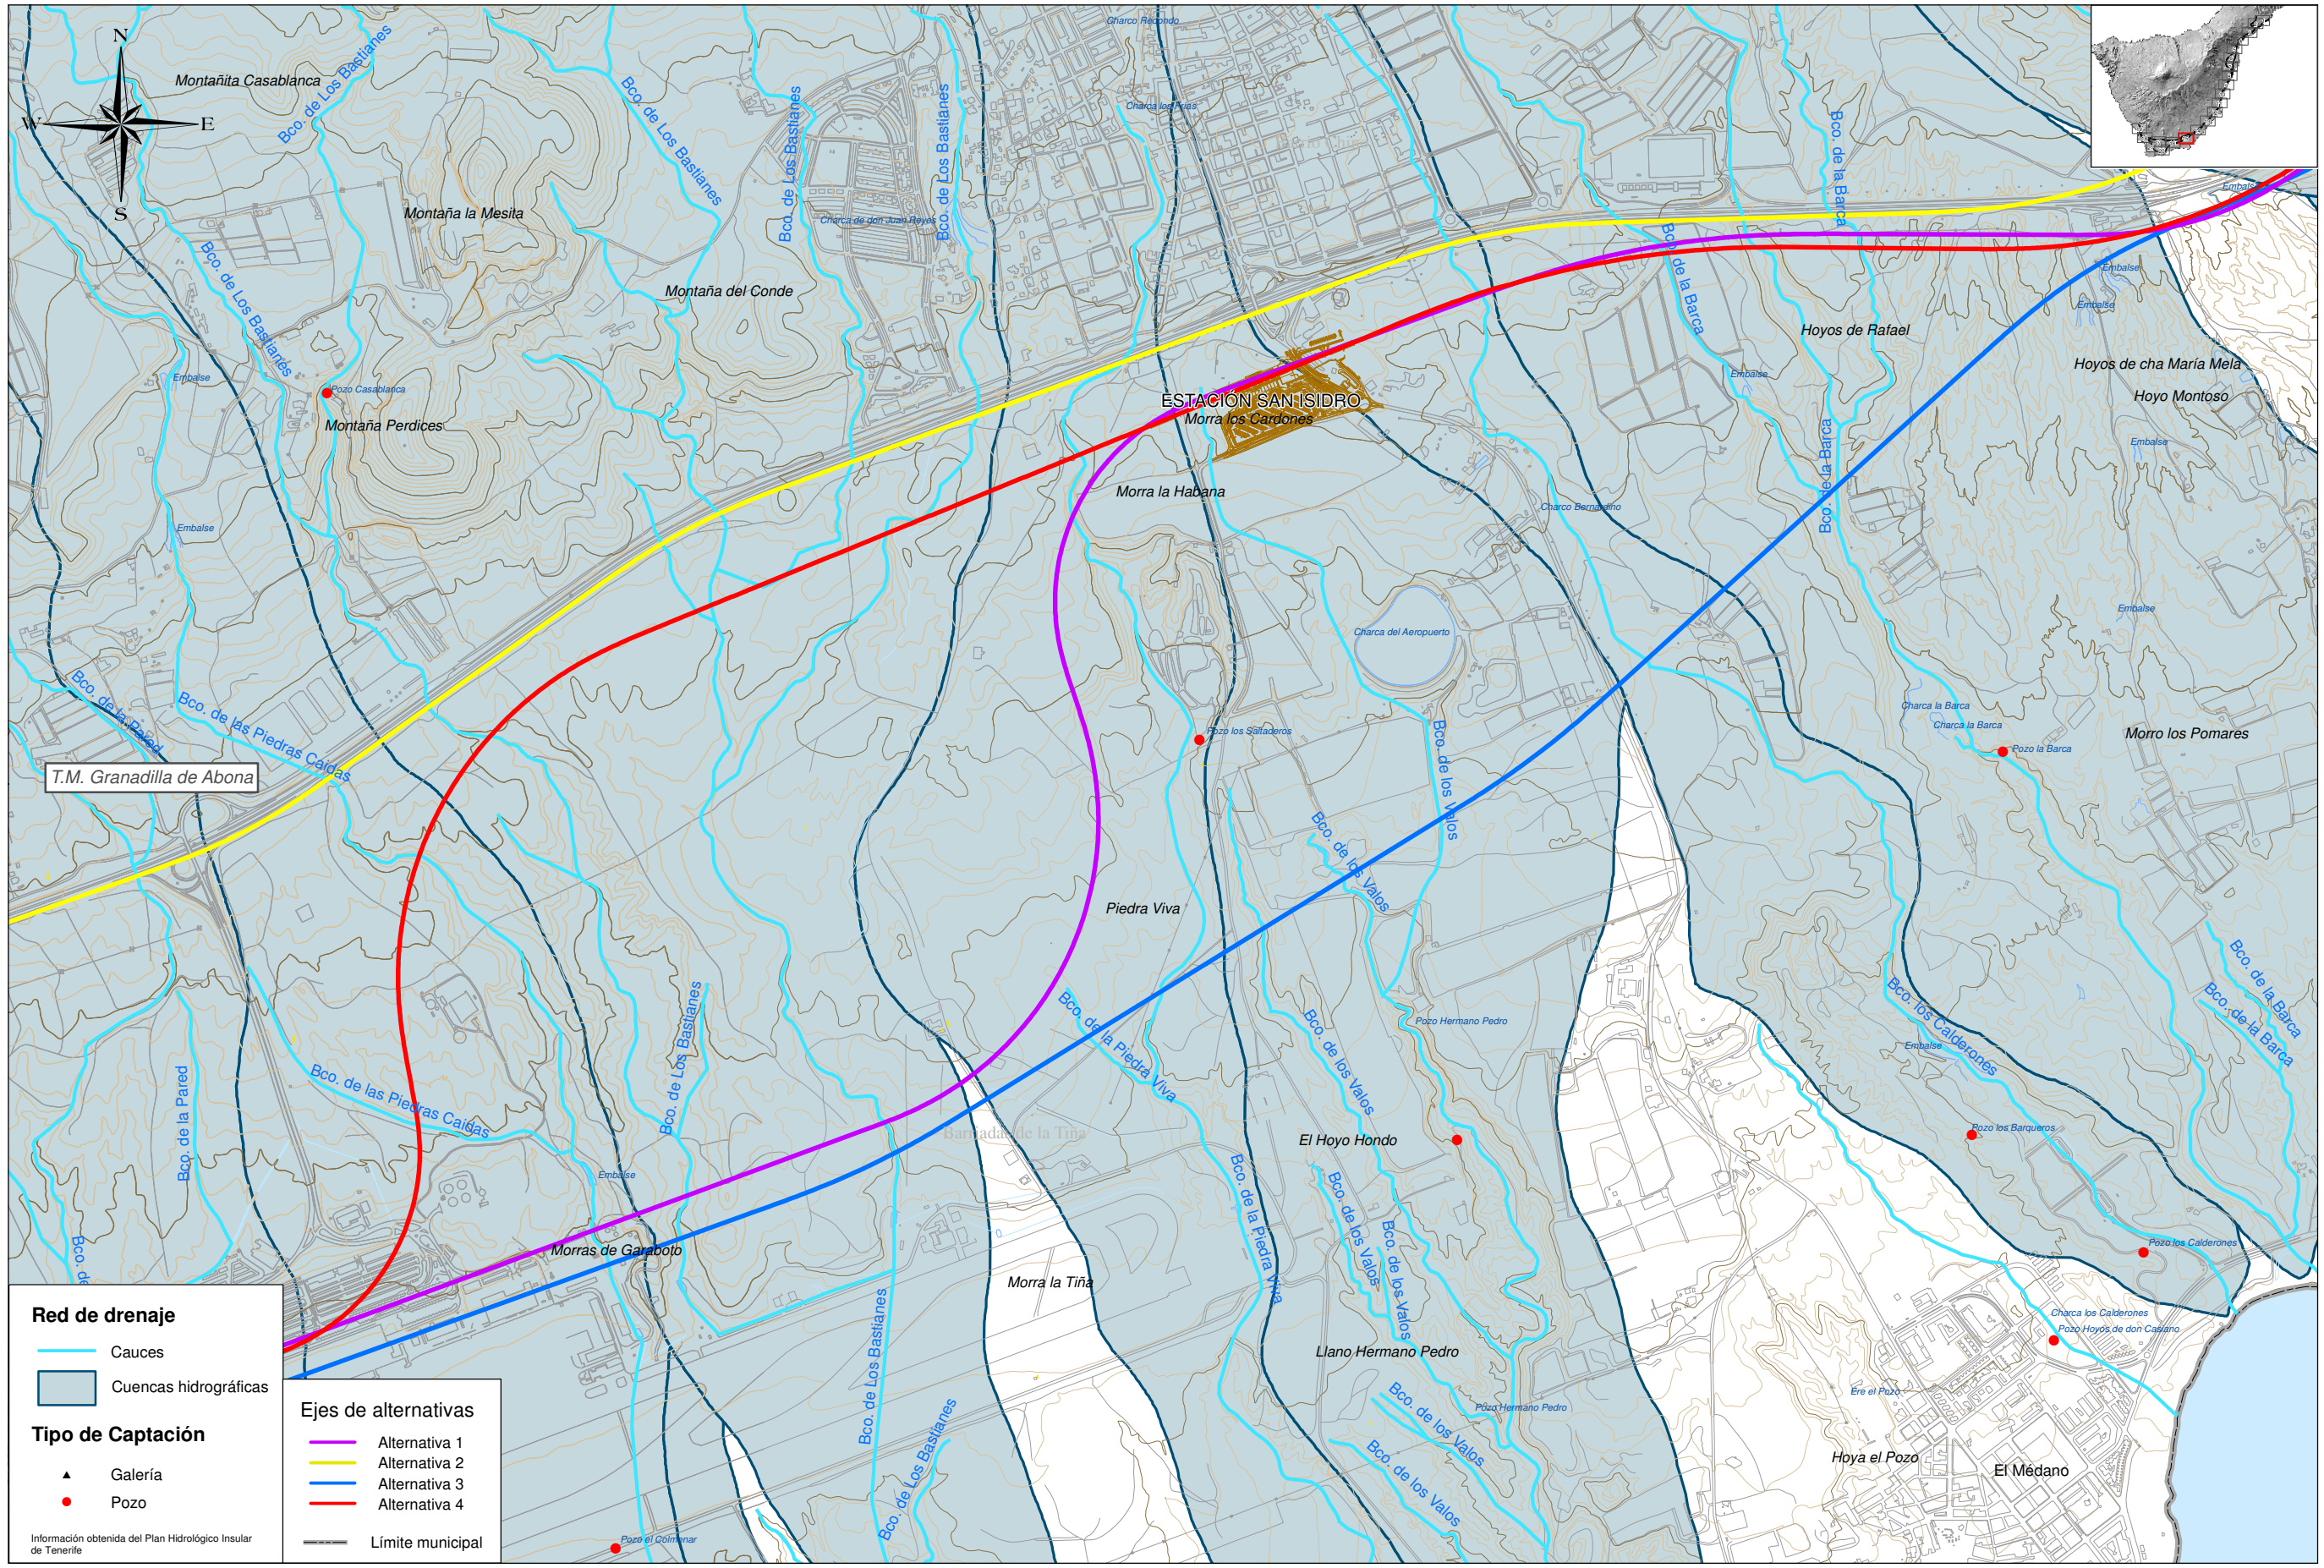 Charco Redondo
N
Montañita Casablanca
Bco. de Los Bastianes
Bco. de Los Bastianes
Bco. de Los Bastianes
Bco. de Los Bastianes
Charca los Frias
Bco. de la Barca
W
E
S
Montaña la Mesita
Charca de don Juan Reyes
Embalse
Bco. de Los Bastianes
Bco. de la Barca
Embalse
Montaña del Conde
Embalse
Hoyos de Rafael
Hoyos de cha María Mela
Embalse
Embalse
Pozo Casablanca
Hoyo Montoso
ESTACIÓN SAN ISIDRO
Morra los Cardones
Montaña Perdices
Embalse
Bco. de la Barca
Morra la Habana
Charco Bernardino
Embalse
Embalse
Charca del Aeropuerto
Bco. de la Pared
Bco. de las Piedras Caidas
Charca la Barca
Charca la Barca
Pozo los Saltaderos
Morro los Pomares
Pozo la Barca
Bco. de los Valos
T.M. Granadilla de Abona
Bco. de los Valos
Piedra Viva
Bco. de la Barca
Bco. de la Barca
Bco. los Calderones
Bco. de la Piedra Viva
Bco. de Los Bastianes
Pozo Hermano Pedro
Bco. de los Valos
Embalse
Bco. de la Pared
Bco. de las Piedras Caidas
El Hoyo Hondo
Pozo los Barqueros
Embalse
Bco. de la Piedra Viva
Bco. de los Valos
Bco. de los Valos
Morras de Garaboto
Bco. de
Pozo los Calderones
Morra la Tiña
Bco. de Los Bastianes
Charca los Calderones
Pozo Hoyos de don Casiano
Llano Hermano Pedro
Ere el Pozo
Bco. de los Valos
Pozo Hermano Pedro
Bco. de Los Bastianes
Bco. de los Valos
Hoya el Pozo
El Médano
Pozo el Colmenar
Red de drenaje
Cauces
Cuencas hidrográficas
Tipo de Captación
Galería
Pozo
Información obtenida del Plan Hidrológico Insular
de Tenerife
Ejes de alternativas
Alternativa 1
Alternativa 2
Alternativa 3
Alternativa 4
Límite municipal